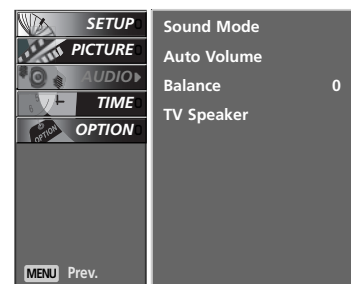 SETUP
PICTURE
AUDIO
TIME
OPTION
MENU Prev.
Sound Mode
Auto Volume
Balance 0
TV Speaker